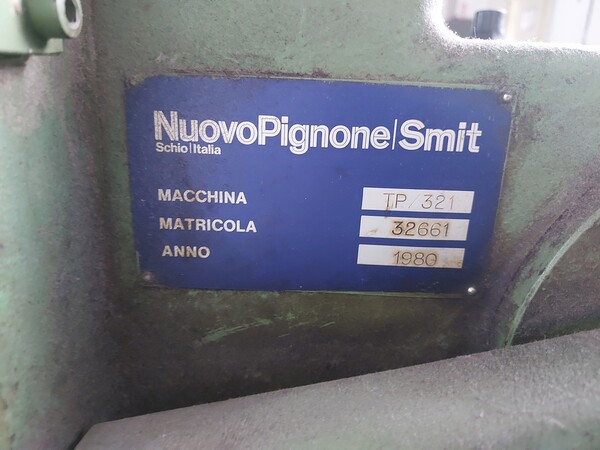 NuovoPignone|Smit
Schio|Italia
MACCHINA TP/321
MATRICOLA 32661
ANNO 1980